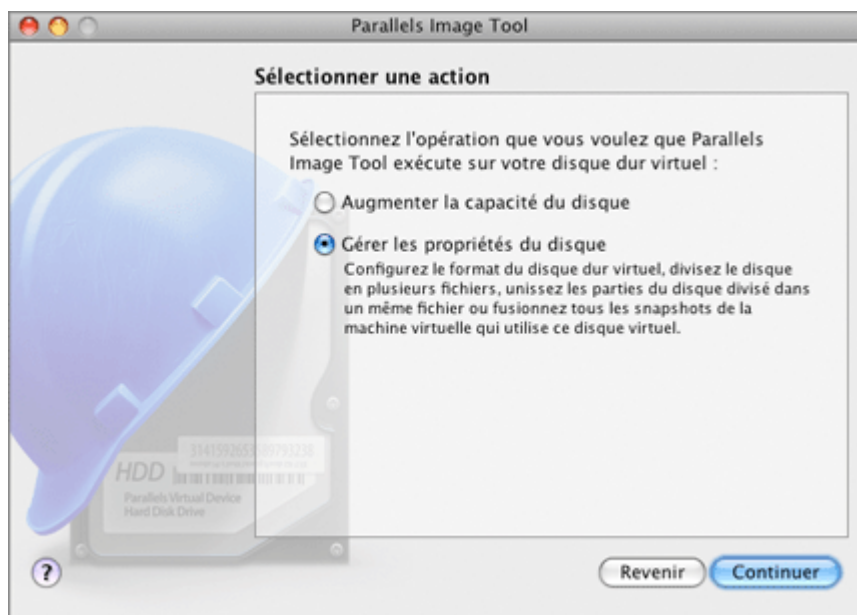 Parallels Image Tool
Sélectionner une action
Sélectionnez l'opération que vous voulez que Parallels
Image Tool exécute sur votre disque dur virtuel :
Augmenter la capacité du disque
Gérer les propriétés du disque
Configurez le format du disque dur virtuel, divisez le disque
en plusieurs fichiers, unissez les parties du disque divisé dans
un même fichier ou fusionnez tous les snapshots de la
machine virtuelle qui utilise ce disque virtuel.
314159265358979 3238
HDD
Parallels Virtual Device
Hard Disk Drive
?
Revenir
Continuer